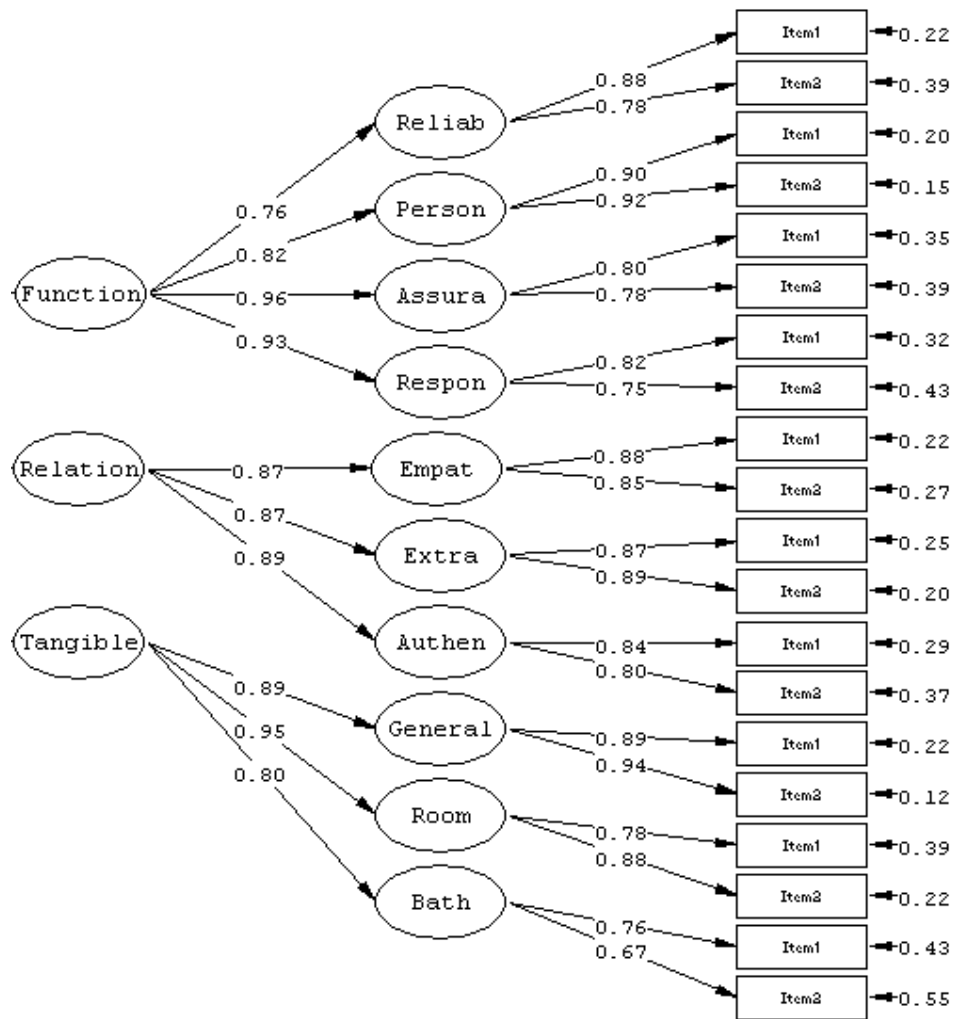 Item1 0.22
0.88
Item2 0.39
Reliab 0.78
Item1 0.20
0.90
Item2 0.15
0.76 Person 0.92
Item1 0.35
0.82 0.80
Function 0.96 Assura 0.78 Item2 0.39
0.93 Item1 0.32
0.82
Respon 0.75 Item2 0.43
Item1 0.22
Relation 0.87 Empat 0.88
0.85 Item2 0.27
0.87
Item1 0.25
0.89 Extra 0.87
0.89 Item2 0.20
Tangible Authen 0.84 Item1 0.29
0.80
0.89 Item2 0.37
0.95 General 0.89 Item1 0.22
0.94
0.80 Item2 0.12
Room 0.78 Item1 0.39
0.88
Item2 0.22
Bath 0.76
Item1 0.43
0.67
Item2 0.55